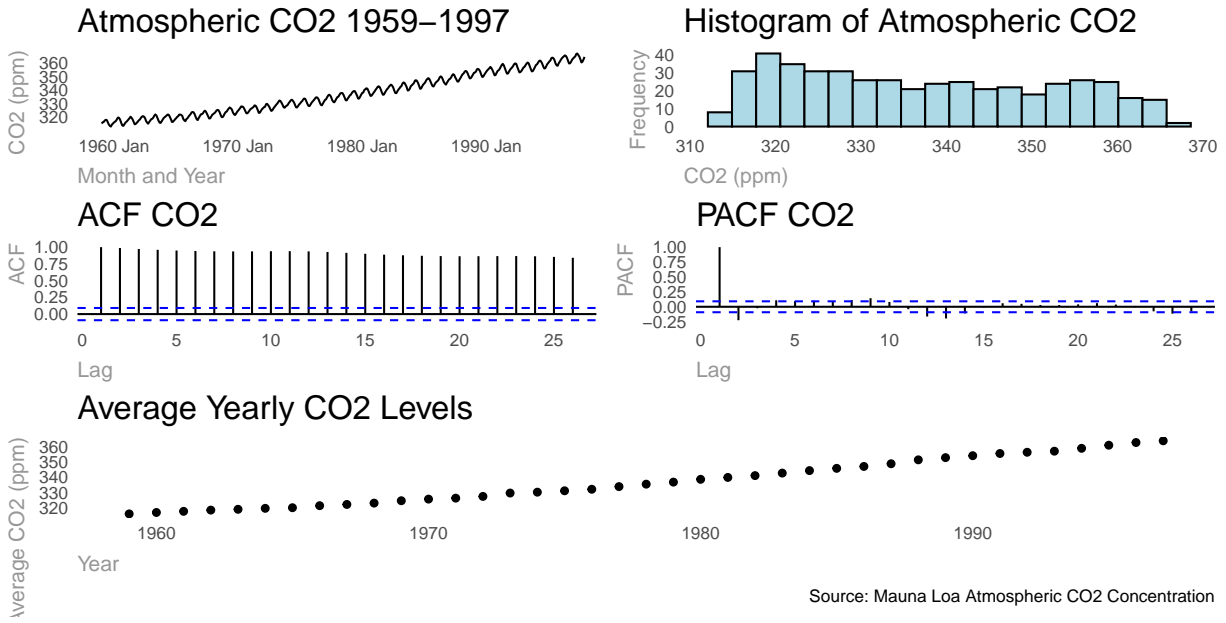 Atmospheric CO2 1959–1997
CO2 (ppm)
360
350
340
330
320
1960 Jan 1970 Jan 1980 Jan 1990 Jan
Month and Year
Histogram of Atmospheric CO2
Frequency
40
30
20
10
0
310 320 330 340 350 360 370
CO2 (ppm)
ACF CO2
ACF
1.00
0.75
0.50
0.25
0.00
0 5 10 15 20 25
Lag
PACF CO2
PACF
1.00
0.75
0.50
0.25
0.00
−0.25
0 5 10 15 20 25
Lag
Average Yearly CO2 Levels
Average CO2 (ppm)
360
350
340
330
320
1960 1970 1980 1990
Year
Source: Mauna Loa Atmospheric CO2 Concentration